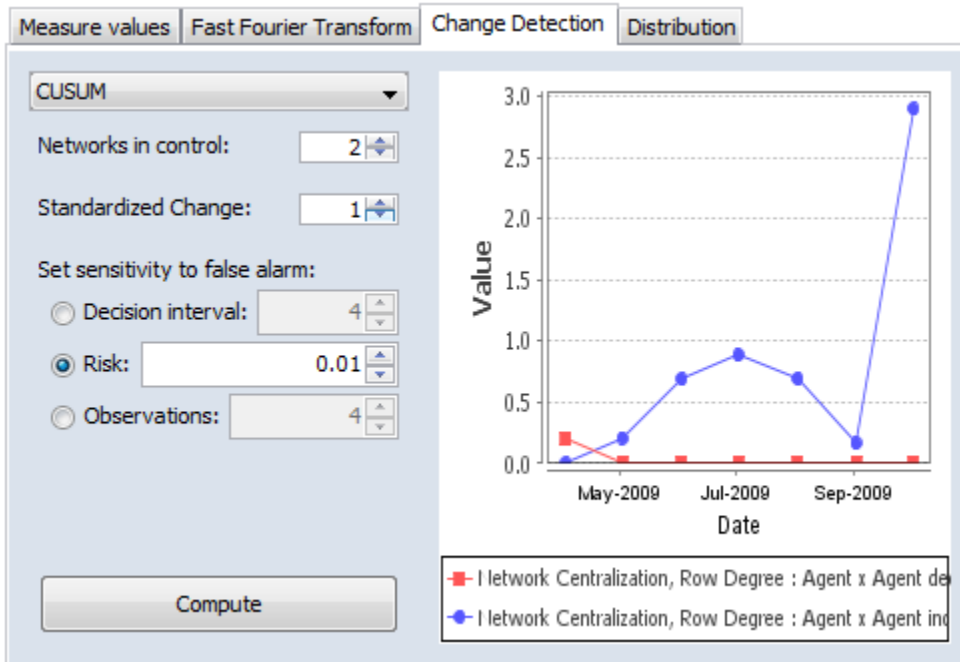 Measure values Fast Fourier Transform Change Detection Distribution
CUSUM
Networks in control: 2
Standardized Change: 1
Set sensitivity to false alarm:
Decision interval: 4
Risk: 0.01
Observations: 4
Compute
3.0
2.5
2.0
1.5
1.0
0.5
0.0
Value
May-2009 Jul-2009 Sep-2009
Date
Network Centralization, Row Degree : Agent x Agent de
Network Centralization, Row Degree : Agent x Agent inc